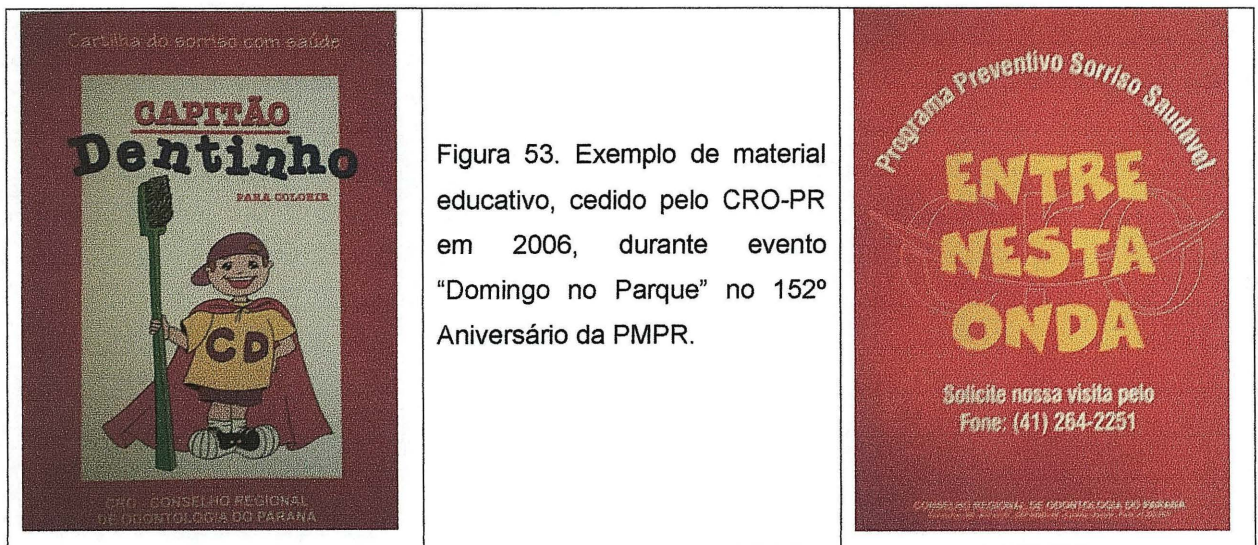 Cartilha do sorriso com saúde
CAPITÃO
Dentinho
PARA COLORIR
CD
CRO - CONSELHO REGIONAL
DE ODONTOLOGIA DO PARANÁ
Figura 53. Exemplo de material
educativo, cedido pelo CRO-PR
em 2006, durante evento
“Domingo no Parque” no 152º
Aniversário da PMPR.
Programa Preventivo Sorriso Saudável
ENTRE
NESTA
ONDA
Solicite nossa visita pelo
Fone: (41) 264-2251
CONSELHO REGIONAL DE ODONTOLOGIA DO PARANÁ